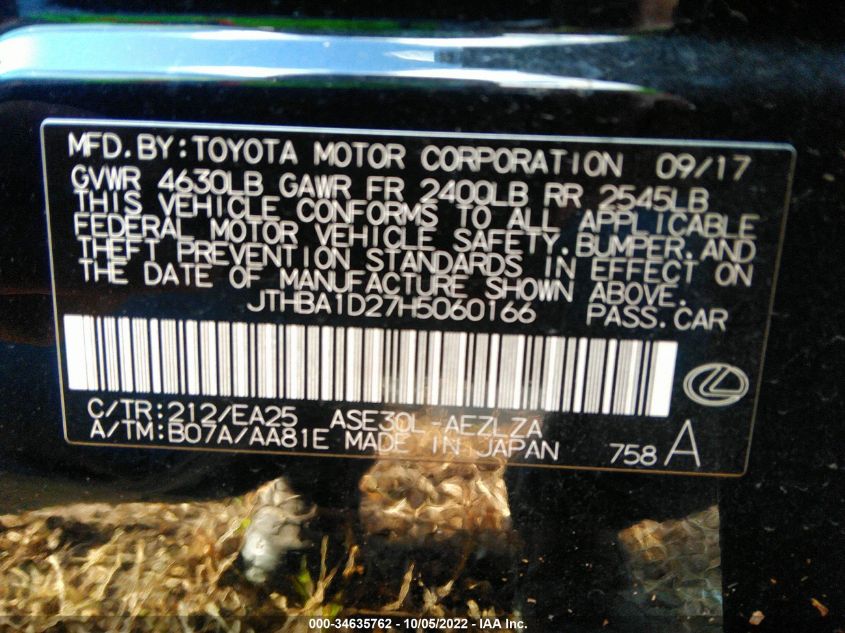 MFD. BY: TOYOTA MOTOR CORPORATION 09/17
GVWR 4630LB GAWR FR 2400LB RR 2545LB
THIS VEHICLE CONFORMS TO ALL APPLICABLE
FEDERAL MOTOR VEHICLE SAFETY, BUMPER, AND
THEFT PREVENTION STANDARDS IN EFFECT ON
THE DATE OF MANUFACTURE SHOWN ABOVE.
JTHBA1D27H5060166 PASS. CAR
C/TR: 212/EA25 ASE30L-AEZLZA
A/TM: B07A/AA81E MADE IN JAPAN 758 A
000-34635762 - 10/05/2022 - IAA Inc.